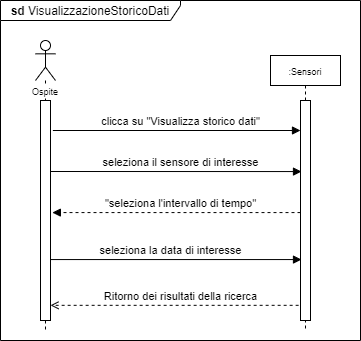 sd VisualizzazioneStoricoDati
Ospite
:Sensori
clicca su "Visualizza storico dati"
seleziona il sensore di interesse
"seleziona l'intervallo di tempo"
seleziona la data di interesse
Ritorno dei risultati della ricerca